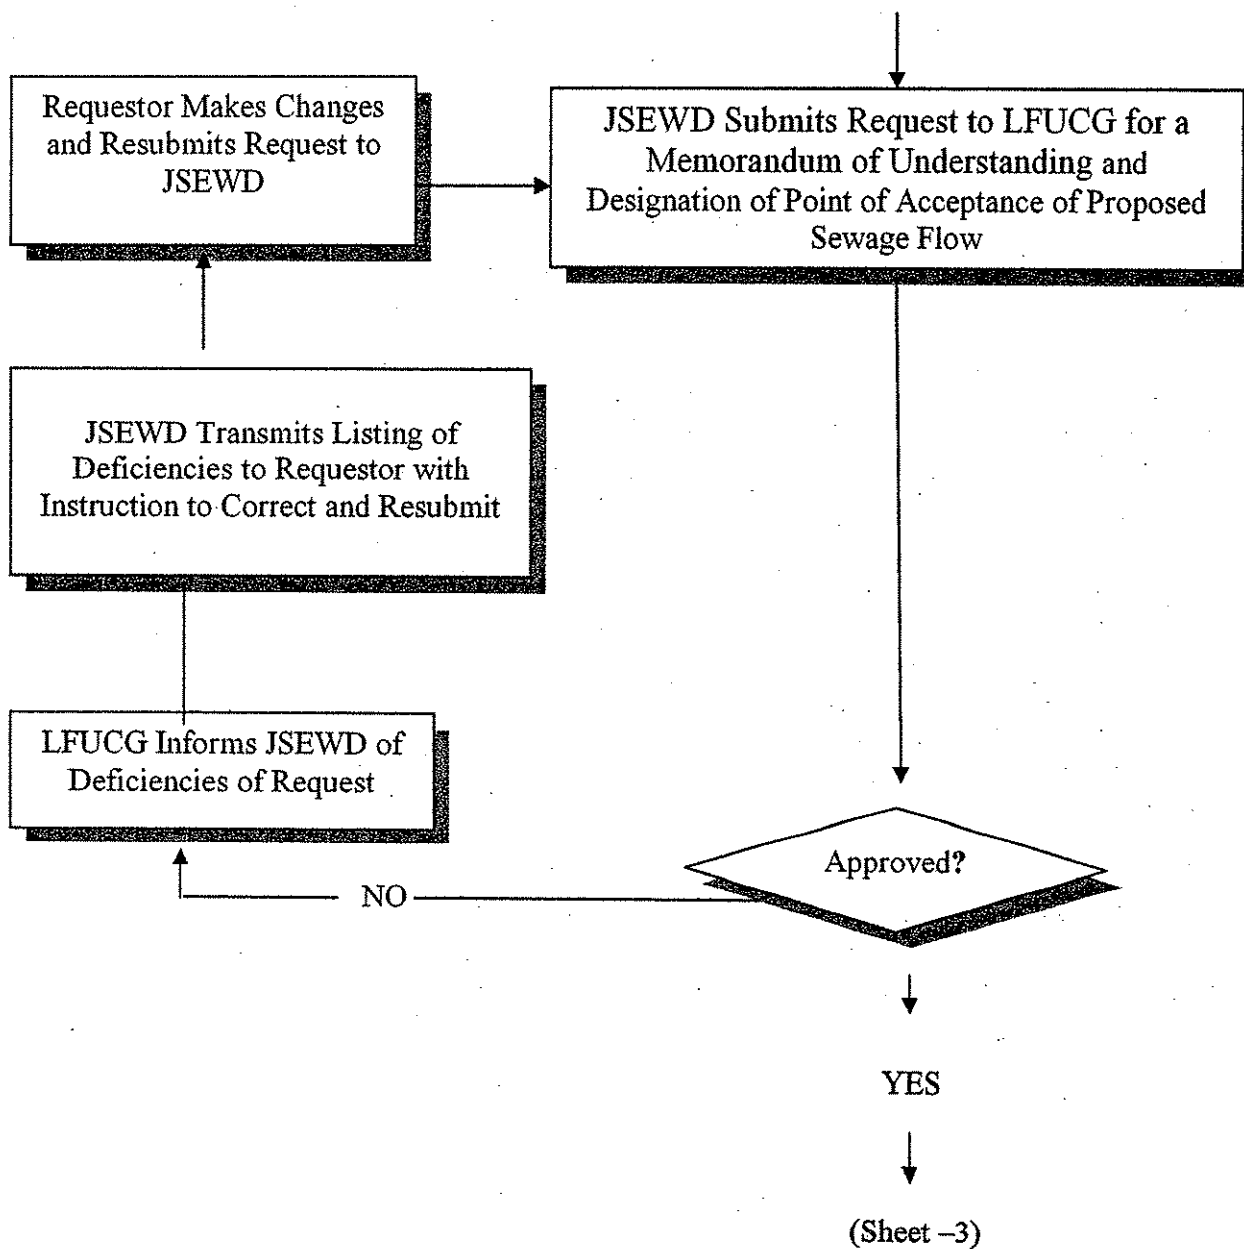 Requestor Makes Changes
and Resubmits Request to
JSEWD
JSEWD Submits Request to LFUCG for a
Memorandum of Understanding and
Designation of Point of Acceptance of Proposed
Sewage Flow
JSEWD Transmits Listing of
Deficiencies to Requestor with
Instruction to Correct and Resubmit
LFUCG Informs JSEWD of
Deficiencies of Request
Approved?
NO
YES
(Sheet –3)